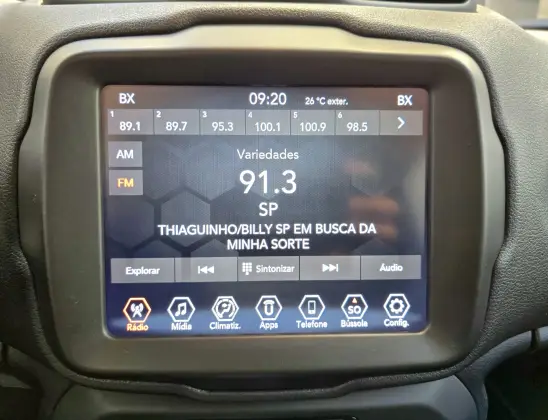 BX 09:20 26 °C exter. BX
1 2 3 4 5 6
89.1 89.7 95.3 100.1 100.9 98.5
AM Variedades
FM 91.3
SP
THIAGUINHO/BILLY SP EM BUSCA DA
MINHA SORTE
Explorar Sintonizar Áudio
SO
Rádio Mídia Climatiz. Apps Telefone Bússola Config.